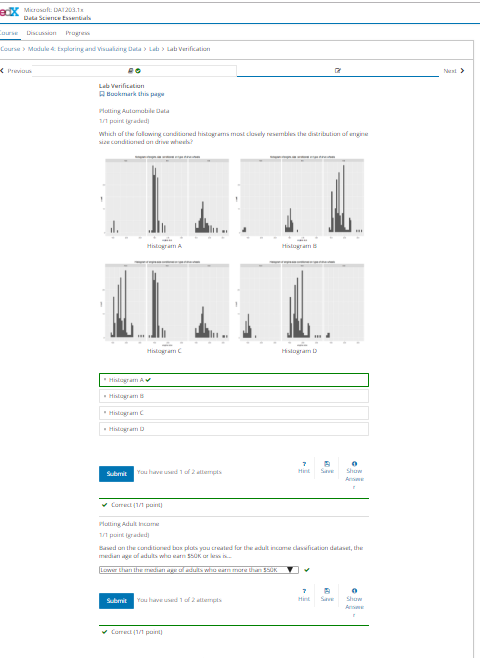 edX
Microsoft: DAT203.1x
Data Science Essentials
Course Discussion Progress
Course > Module 4: Exploring and Visualizing Data > Lab > Lab Verification
Previous
Next
Lab Verification
Bookmark this page
Plotting Automobile Data
1/1 point (graded)
Which of the following conditioned histograms most closely resembles the distribution of engine
size conditioned on drive wheels?
Histogram A Histogram B
Histogram C Histogram D
Histogram A
Histogram B
Histogram C
Histogram D
Submit
You have used 1 of 2 attempts
Hint Save Show
Answe
r
Correct (1/1 point)
Plotting Adult Income
1/1 point (graded)
Based on the conditioned box plots you created for the adult income classification dataset, the
median age of adults who earn $50K or less is...
Lower than the median age of adults who earn more than $50K
Submit
You have used 1 of 2 attempts
Hint Save Show
Answe
r
Correct (1/1 point)